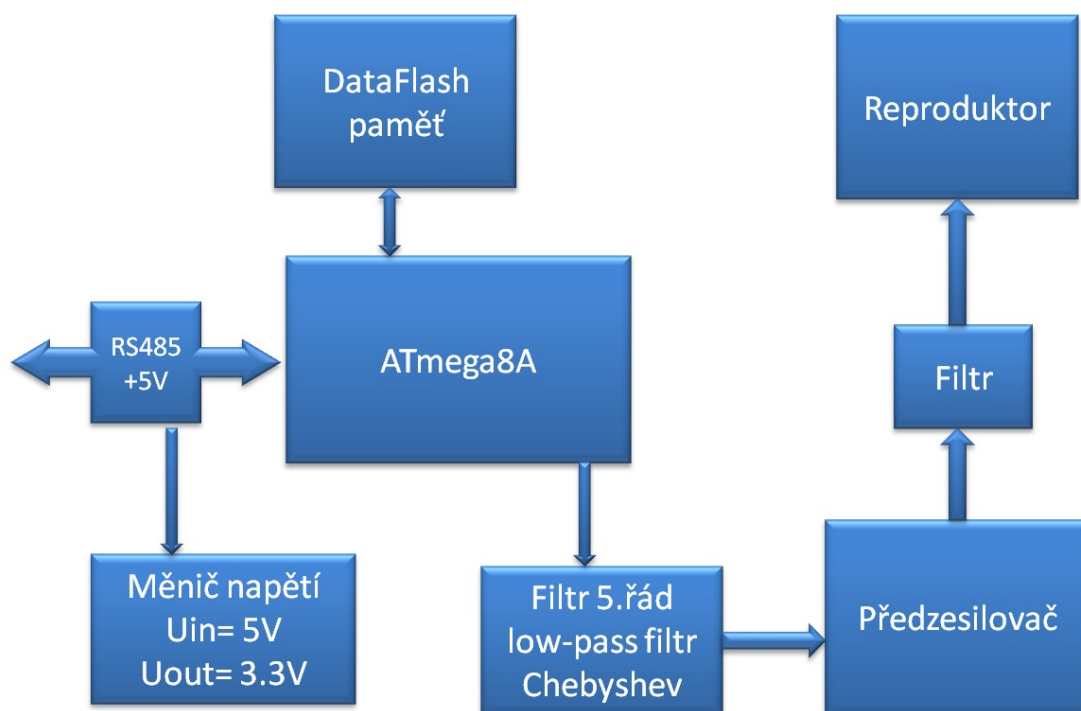 DataFlash
paměť
Reproduktor
RS485
+5V
ATmega8A
Filtr
Měnič napětí
Uin= 5V
Uout= 3.3V
Filtr 5.řád
low-pass filtr
Chebyshev
Předzesilovač